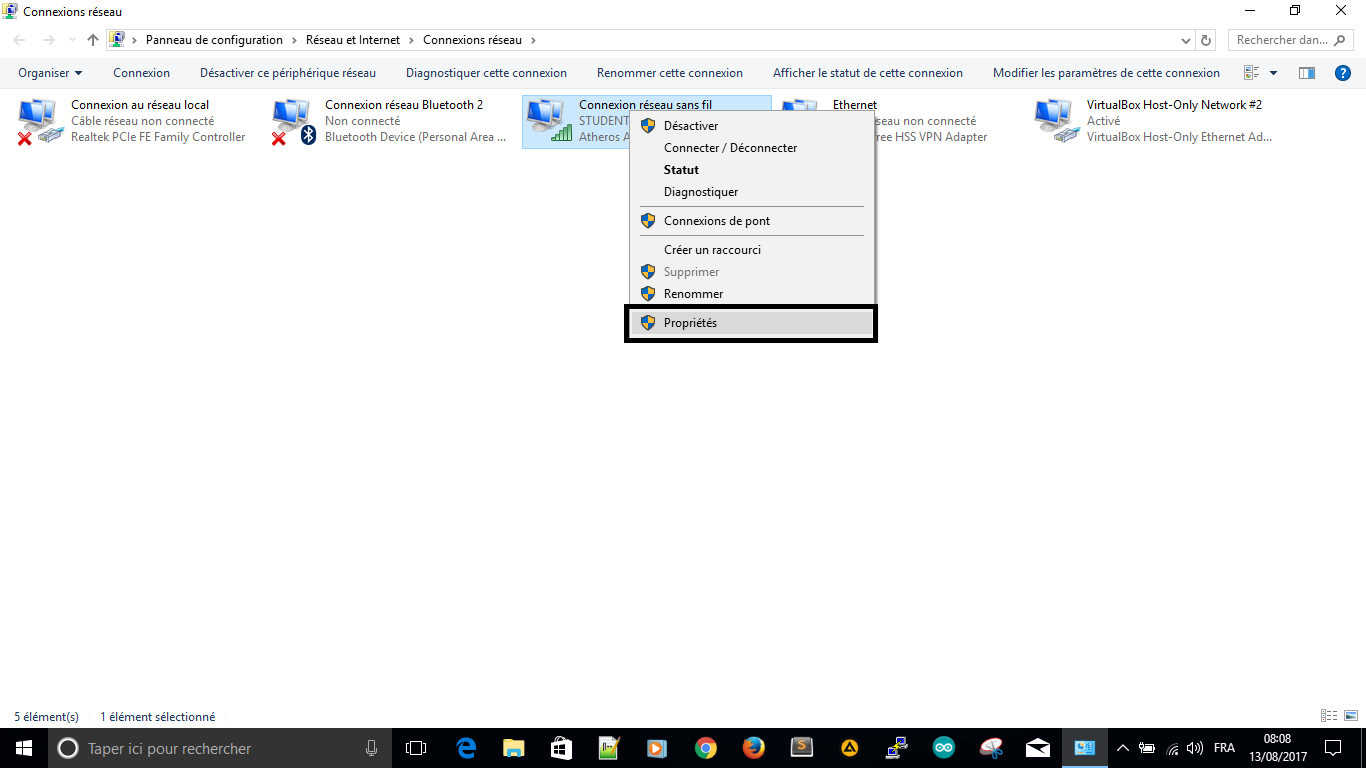 Connexions réseau
Panneau de configuration > Réseau et Internet > Connexions réseau >
Rechercher dan...
Organiser Connexion Désactiver ce périphérique réseau Diagnostiquer cette connexion Renommer cette connexion Afficher le statut de cette connexion Modifier les paramètres de cette connexion
Connexion au réseau local
Câble réseau non connecté
Realtek PCIe FE Family Controller
Connexion réseau Bluetooth 2
Non connecté
Bluetooth Device (Personal Area ...
Connexion réseau sans fil
STUDENT
Atheros A
Ethernet
seau non connecté
ree HSS VPN Adapter
VirtualBox Host-Only Network #2
Activé
VirtualBox Host-Only Ethernet Ad...
Désactiver
Connecter / Déconnecter
Statut
Diagnostiquer
Connexions de pont
Créer un raccourci
Supprimer
Renommer
Propriétés
5 élément(s) 1 élément sélectionné
Taper ici pour rechercher
FRA
08:08
13/08/2017